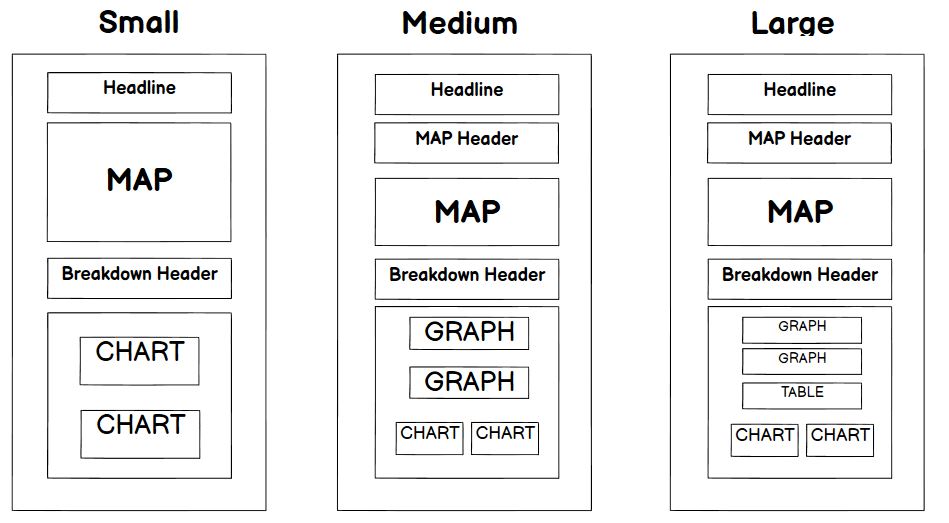 Small
Headline
MAP
Breakdown Header
CHART
CHART
Medium
Headline
MAP Header
MAP
Breakdown Header
GRAPH
GRAPH
CHART CHART
Large
Headline
MAP Header
MAP
Breakdown Header
GRAPH
GRAPH
TABLE
CHART CHART